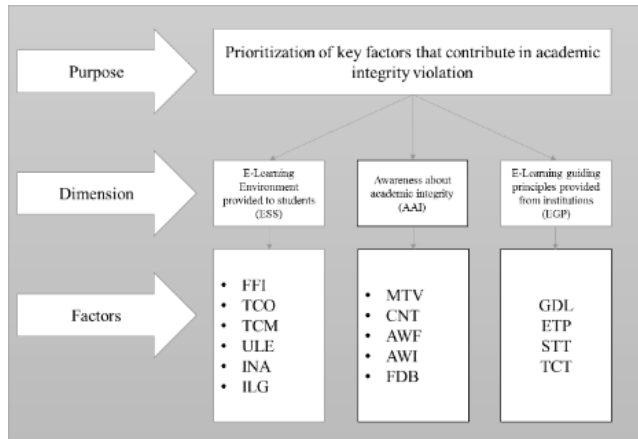 Purpose
Prioritization of key factors that contribute in academic
integrity violation
Dimension
E-Learning
Environment
provided to students
(ESS)
Awareness about
academic integrity
(AAI)
E-Learning guiding
principles provided
from institutions
(EGP)
Factors
• FFI
• TCO
• TCM
• ULE
• INA
• ILG
• MTV
• CNT
• AWF
• AWI
• FDB
GDL
ETP
STT
TCT